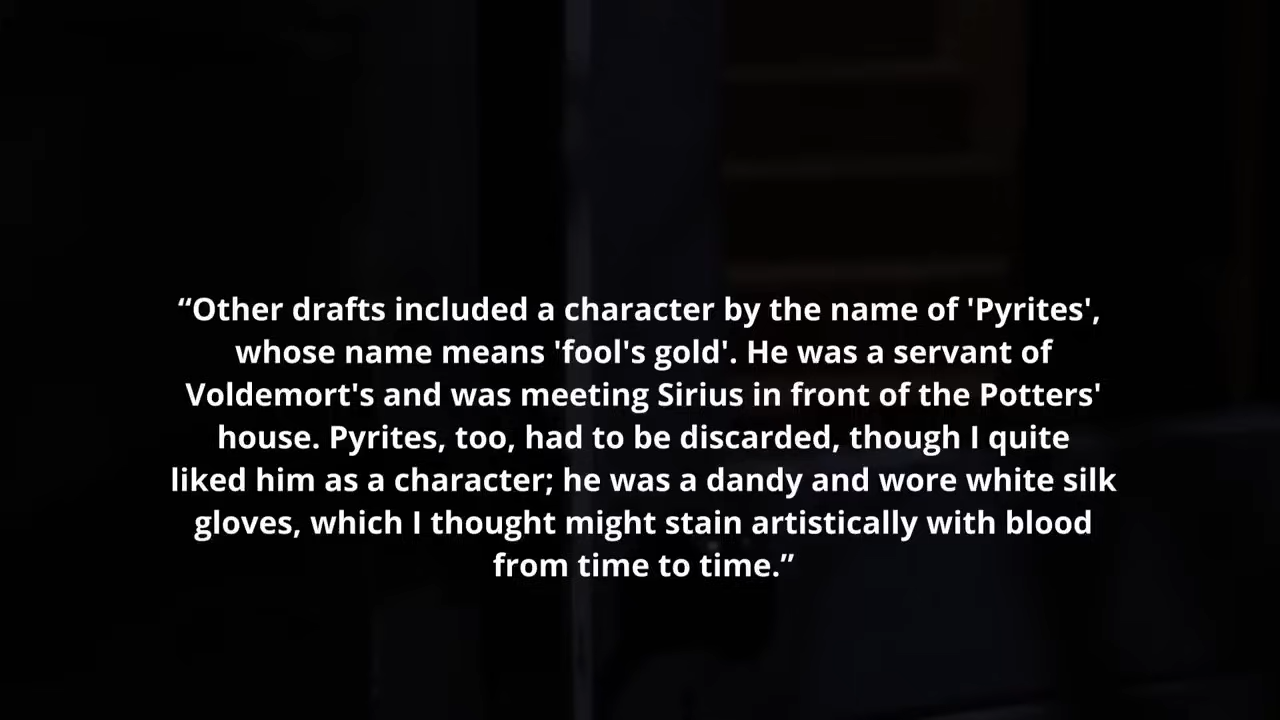 “Other drafts included a character by the name of 'Pyrites',
whose name means 'fool's gold'. He was a servant of
Voldemort's and was meeting Sirius in front of the Potters'
house. Pyrites, too, had to be discarded, though I quite
liked him as a character; he was a dandy and wore white silk
gloves, which I thought might stain artistically with blood
from time to time.”